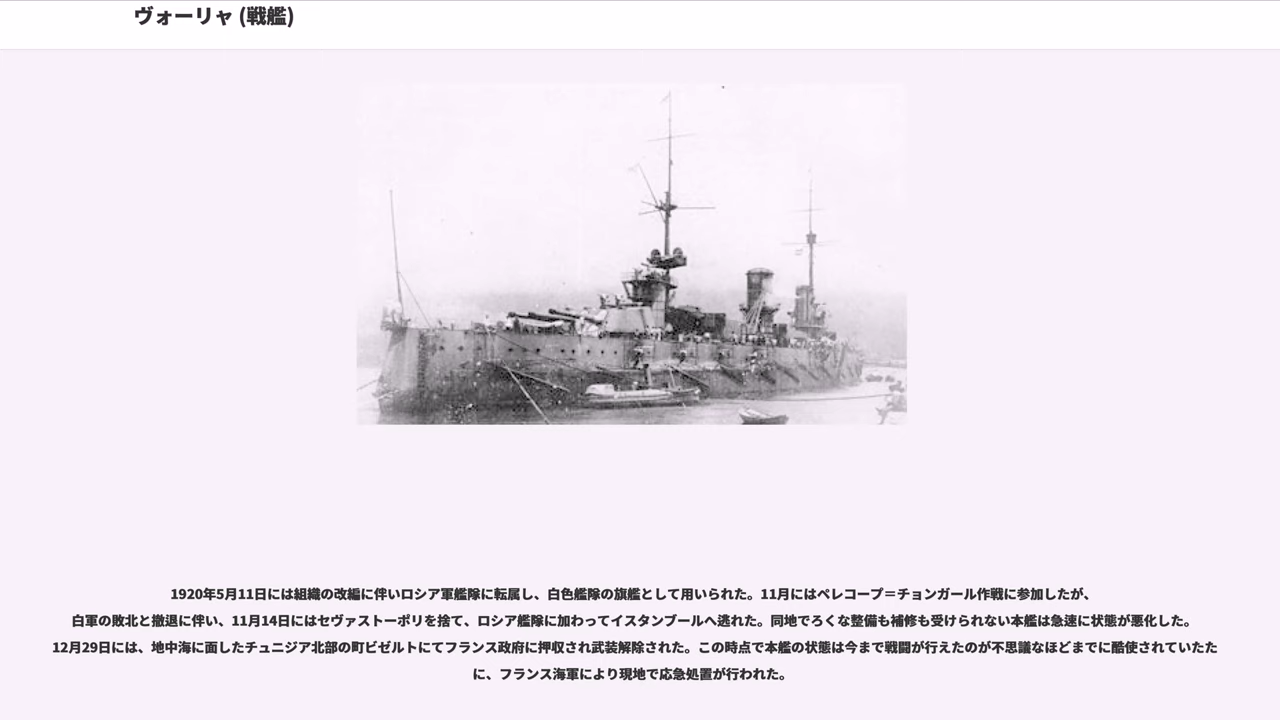 ヴォーリャ (戦艦)
1920年5月11日には組織の改編に伴いロシア軍艦隊に転属し、白色艦隊の旗艦として用いられた。11月にはペレコープ＝チョンガール作戦に参加したが、
白軍の敗北と撤退に伴い、11月14日にはセヴァストーポリを捨て、ロシア艦隊に加わってイスタンブールへ逃れた。同地でろくな整備も補修も受けられない本艦は急速に状態が悪化した。
12月29日には、地中海に面したチュニジア北部の町ビゼルトにてフランス政府に押収され武装解除された。この時点で本艦の状態は今まで戦闘が行えたのが不思議なほどまでに酷使されていたた
に、フランス海軍により現地で応急処置が行われた。